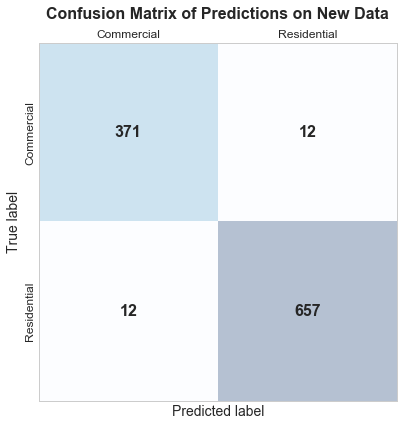 Confusion Matrix of Predictions on New Data
Commercial Residential
Commercial
371 12
True label
Residential
12 657
Predicted label